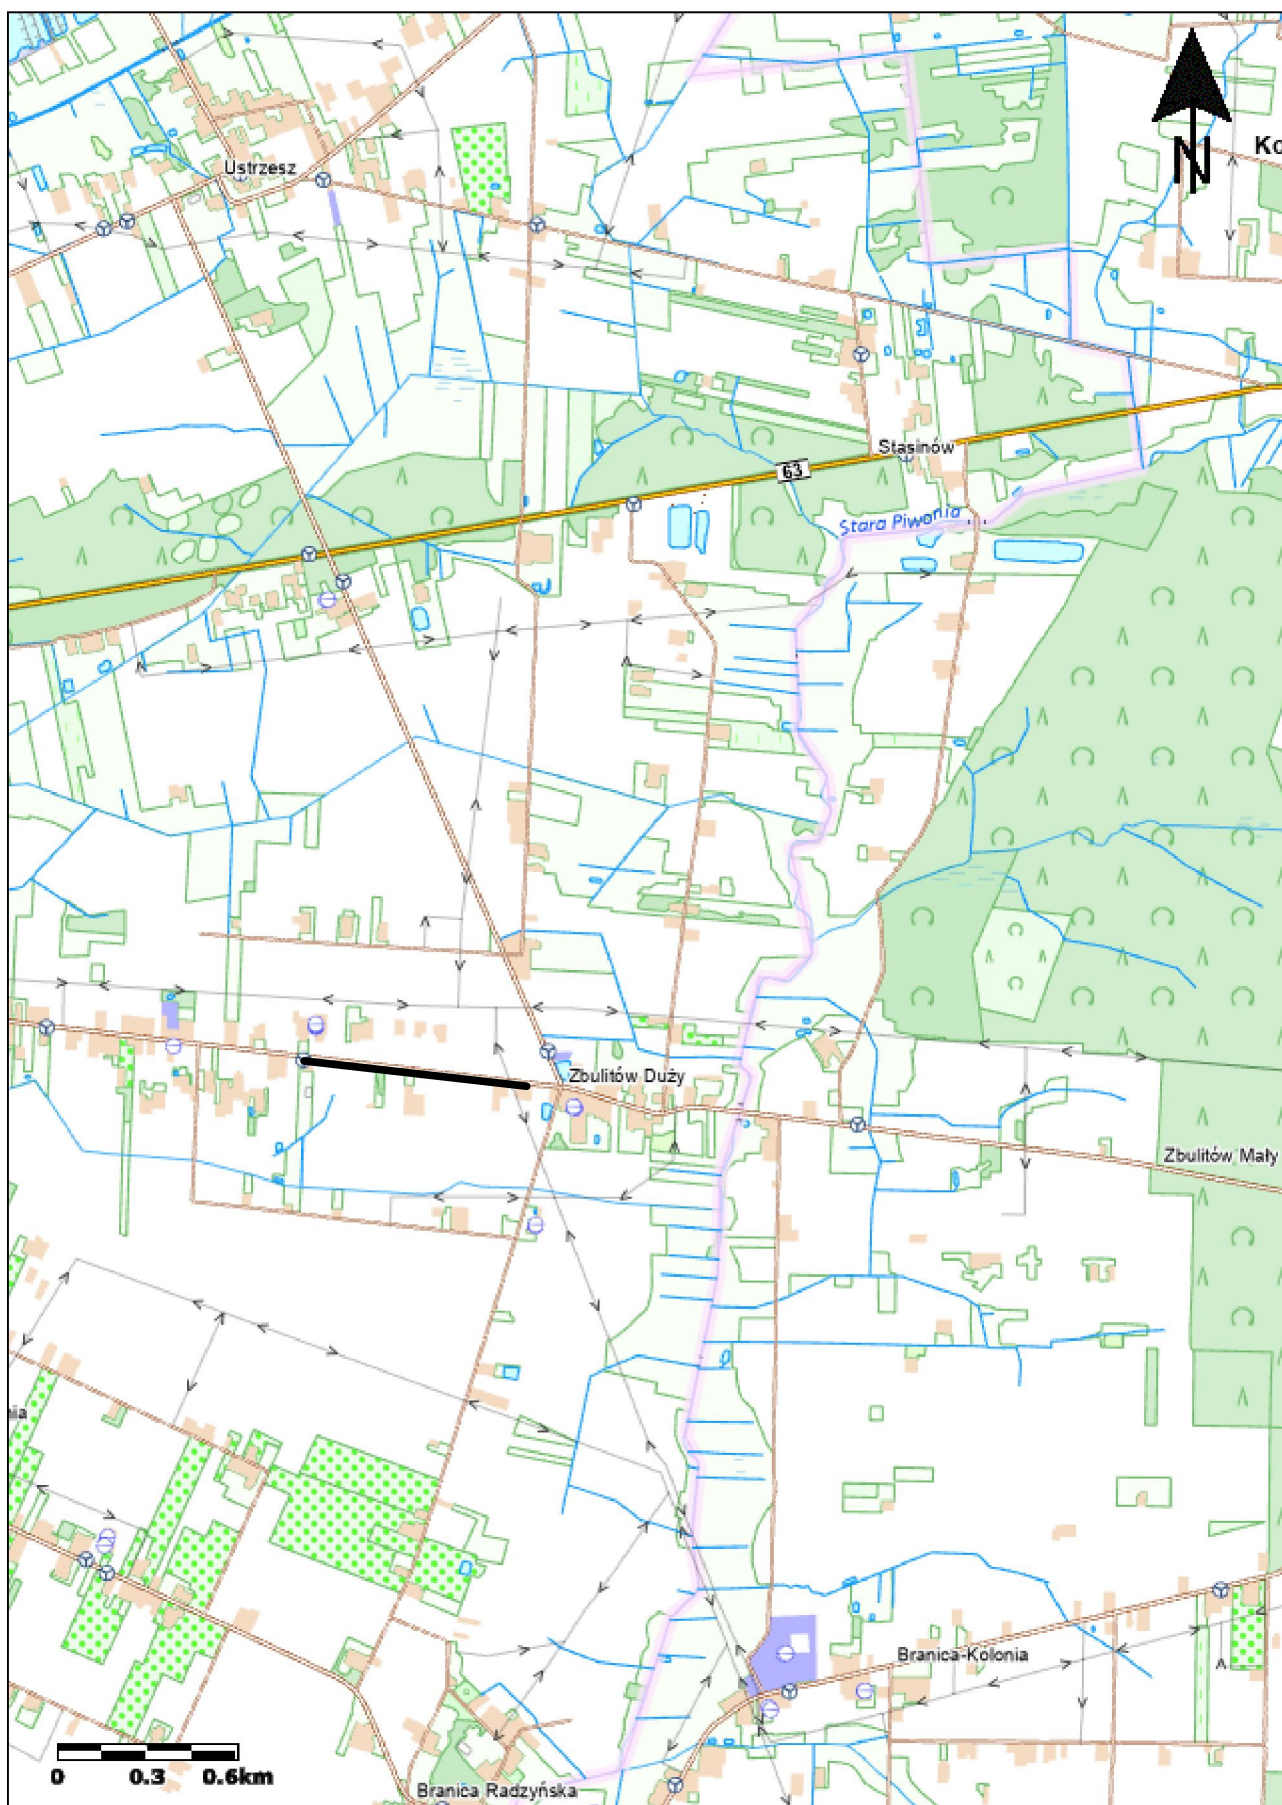 Ko
N
Ustrzesz
Stasinów
63
Stara Piwonia
Zbulitów Duży
Zbulitów Mały
nia
Branica-Kolonia
0 0.3 0.6km
Branica Radzyńska